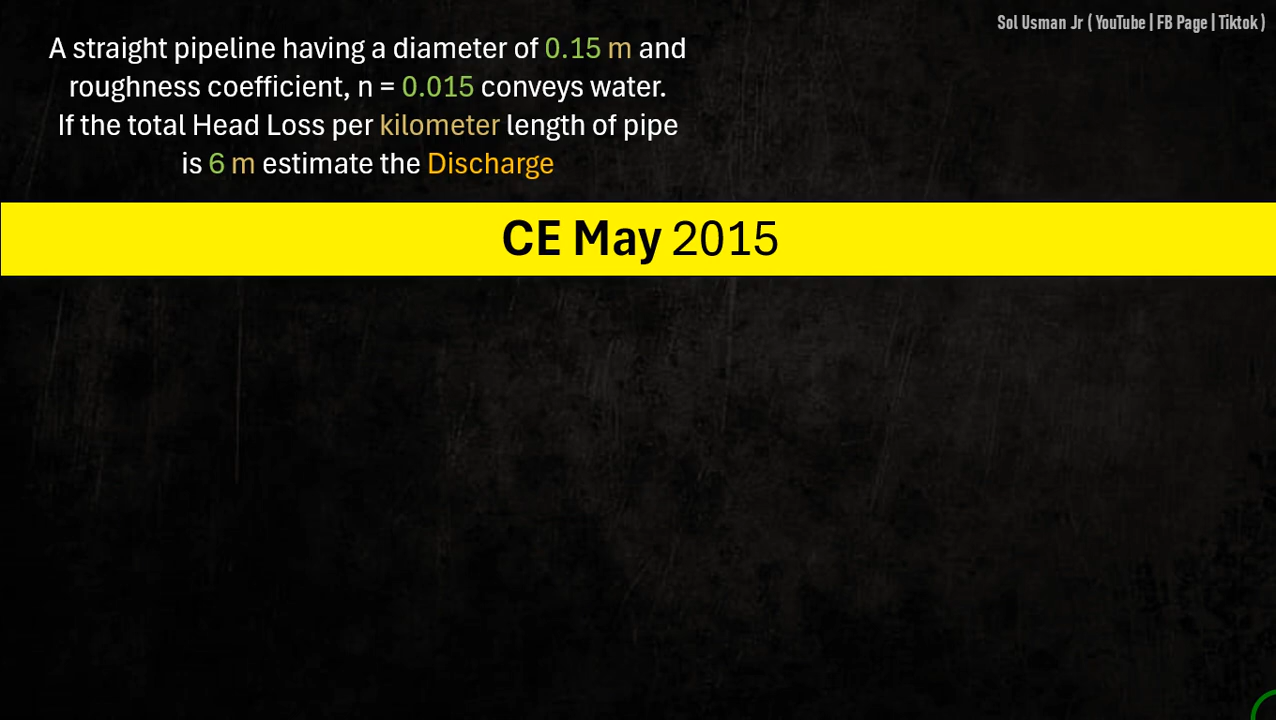 Sol Usman Jr ( YouTube | FB Page | Tiktok )
A straight pipeline having a diameter of 0.15 m and
roughness coefficient, n = 0.015 conveys water.
If the total Head Loss per kilometer length of pipe
is 6 m estimate the Discharge
CE May 2015